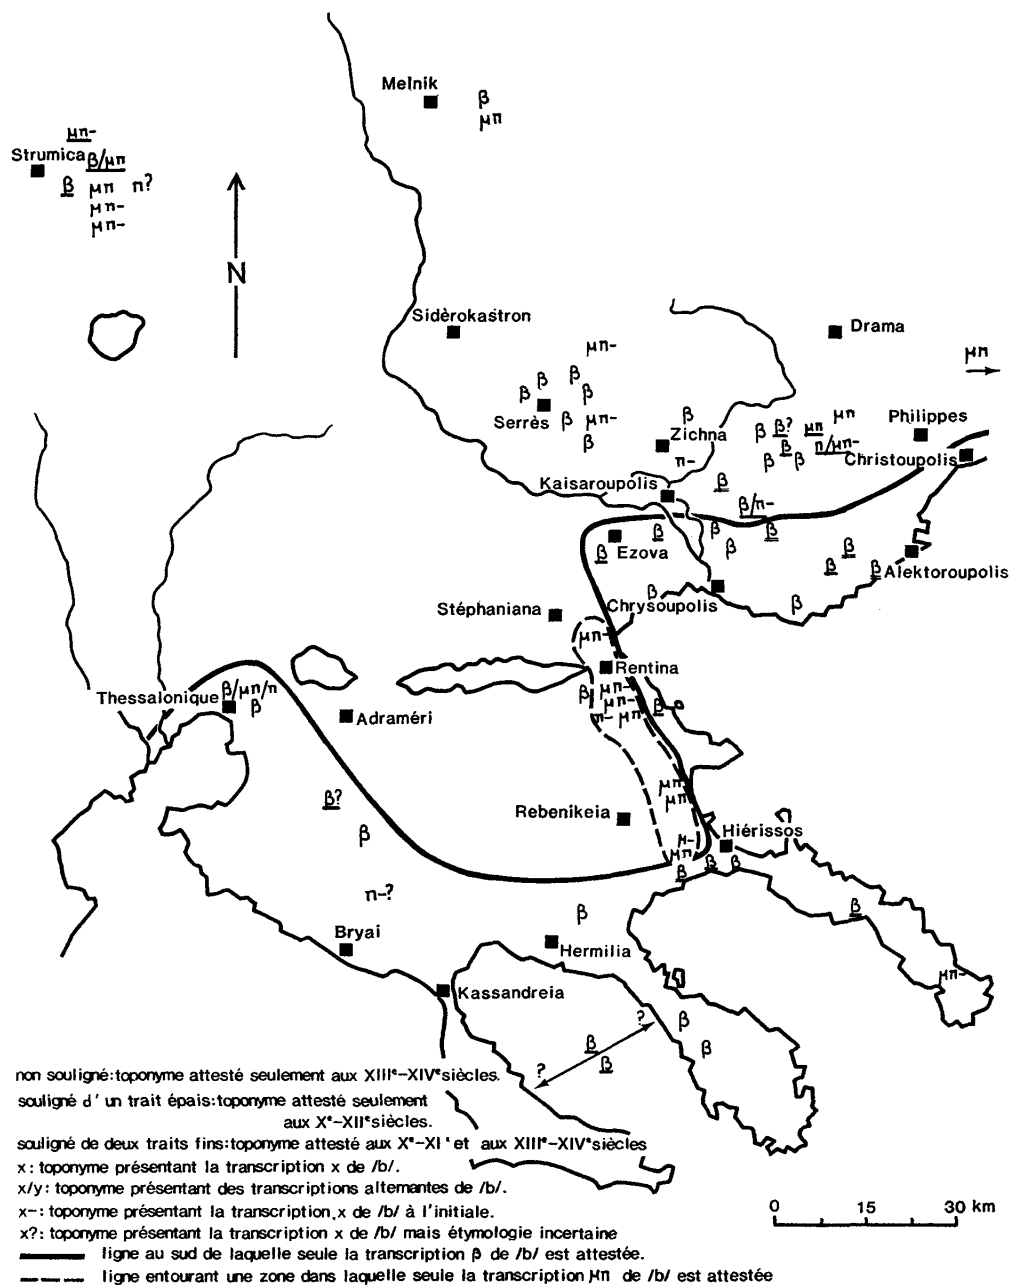 Melnik
β
μπ
μπ-
Strumica
β/μπ
β μπ π?
μπ-
μπ-
N
Sidèrokastron
Drama
μπ
μπ-
β
β
β
β
Serrès
β
μπ-
β
β
Zichna
π-
β
β?
μπ
μπ
β
π/μπ-
β
β
Philippes
Christoupolis
Kaisaroupolis
β
β/π-
β
β
β
β
Ezova
β
β
β
β
β
Alektoroupolis
β
β
Chrysoupolis
Stéphaniana
μπ-
Rentina
β
μπ-
μπ-
π- μπ
β
Thessalonique
β/μπ/π
β
Adraméri
β?
β
Rebenikeia
μπ
μπ
μ-
μπ
Hiérissos
β
β
β
π-?
β
β
Bryai
Hermilia
μπ-
Kassandreia
?
β
β
β
β
?
non souligné:toponyme attesté seulement aux XIIIe-XIVe siècles.
souligné d'un trait épais:toponyme attesté seulement
aux Xe-XIIe siècles.
souligné de deux traits fins:toponyme attesté aux Xe-XIe et aux XIIIe-XIVe siècles
x: toponyme présentant la transcription x de /b/.
x/y: toponyme présentant des transcriptions alternantes de /b/.
x-: toponyme présentant la transcription x de /b/ à l'initiale.
x?: toponyme présentant la transcription x de /b/ mais étymologie incertaine
ligne au sud de laquelle seule la transcription β de /b/ est attestée.
ligne entourant une zone dans laquelle seule la transcription μπ de /b/ est attestée
0 15 30 km